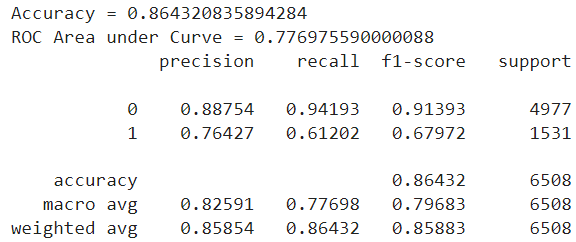 Accuracy = 0.864320835894284
ROC Area under Curve = 0.776975590000088
precision recall f1-score support
0 0.88754 0.94193 0.91393 4977
1 0.76427 0.61202 0.67972 1531
accuracy 0.86432 6508
macro avg 0.82591 0.77698 0.79683 6508
weighted avg 0.85854 0.86432 0.85883 6508